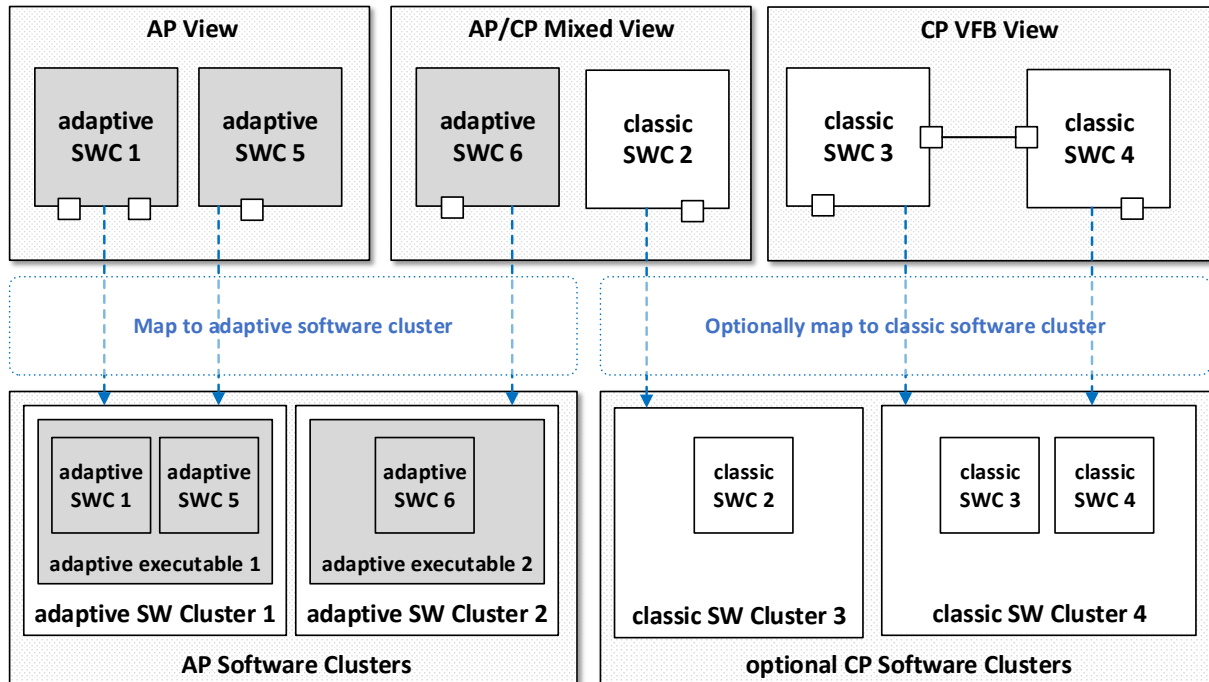 AP View
adaptive
SWC 1
adaptive
SWC 5
AP/CP Mixed View
adaptive
SWC 6
classic
SWC 2
CP VFB View
classic
SWC 3
classic
SWC 4
Map to adaptive software cluster
Optionally map to classic software cluster
adaptive
SWC 1
adaptive
SWC 5
adaptive executable 1
adaptive SW Cluster 1
adaptive
SWC 6
adaptive executable 2
adaptive SW Cluster 2
AP Software Clusters
classic
SWC 2
classic SW Cluster 3
classic
SWC 3
classic
SWC 4
classic SW Cluster 4
optional CP Software Clusters